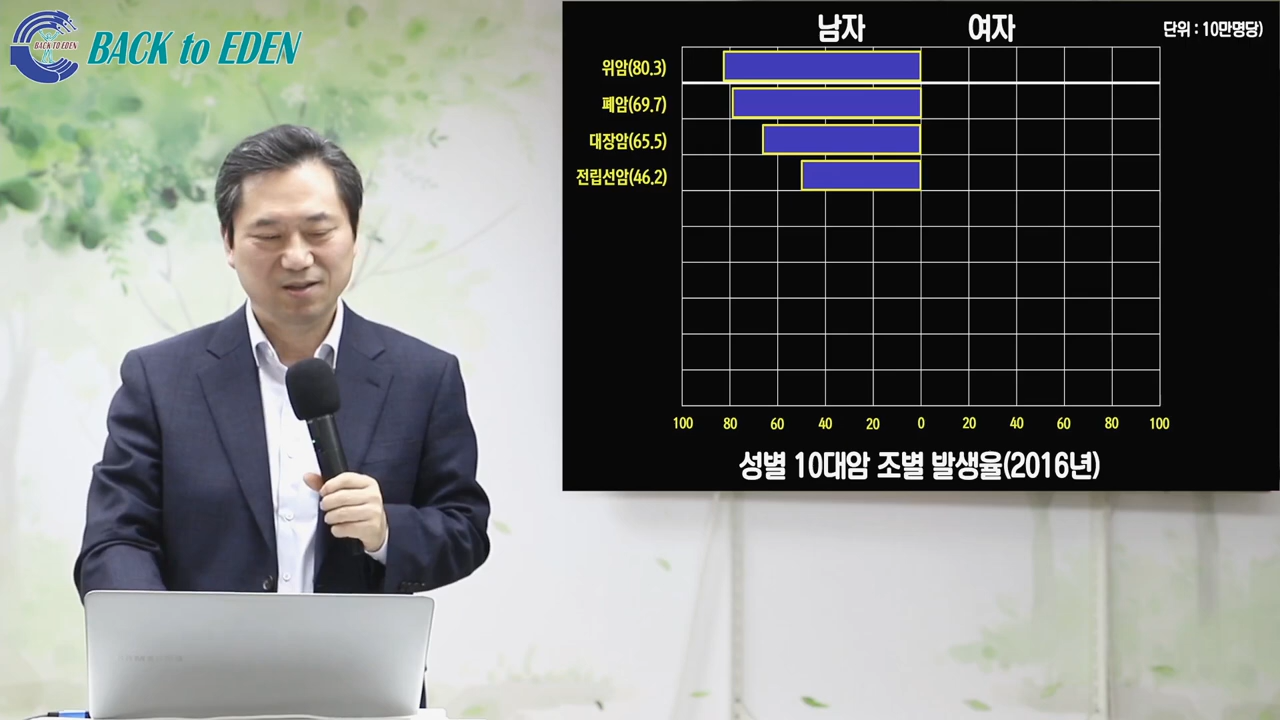 BACK TO EDEN
BACK to EDEN
남자
여자
단위 : 10만명당)
위암(80.3)
폐암(69.7)
대장암(65.5)
전립선암(46.2)
100 80 60 40 20 0 20 40 60 80 100
성별 10대암 조별 발생율(2016년)